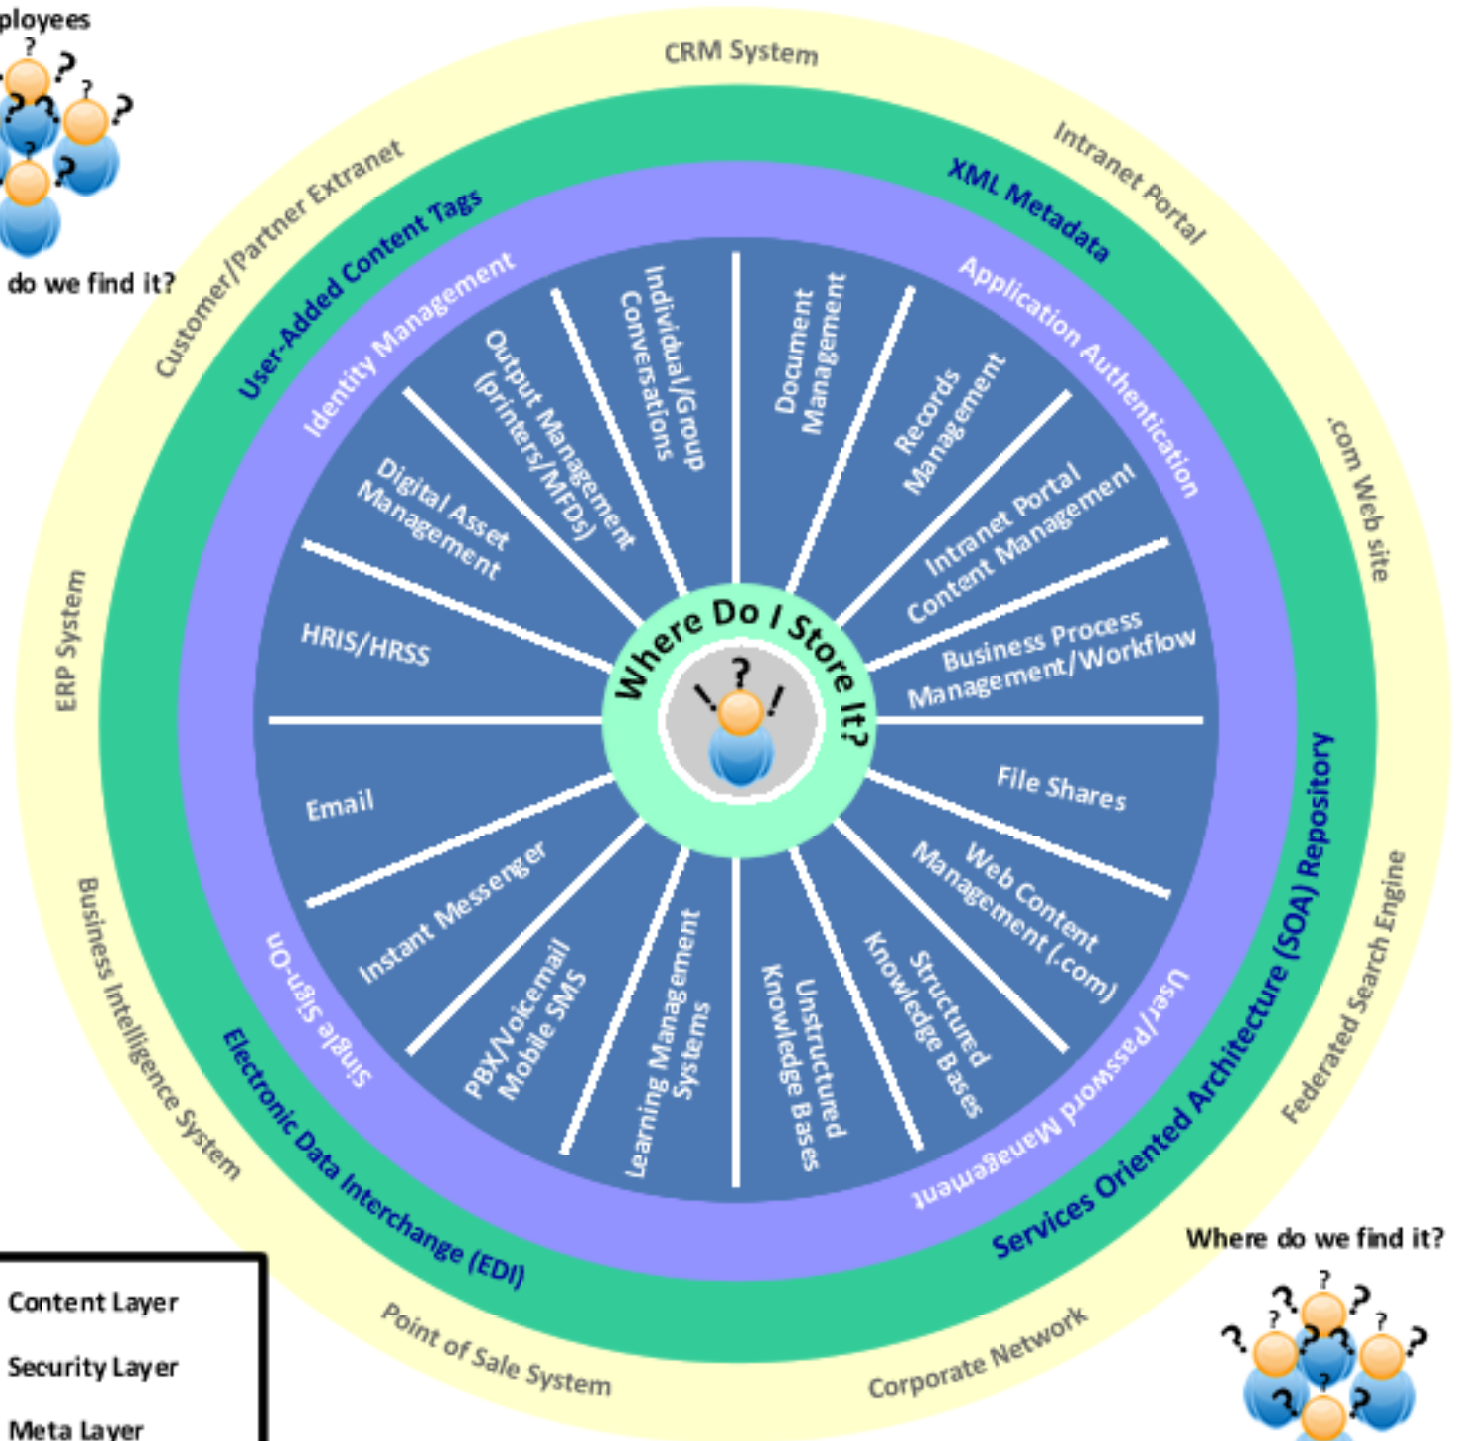 ployees
do we find it?
CRM System
Intranet Portal
.com Web site
Federated Search Engine
Corporate Network
Point of Sale System
Business Intelligence System
ERP System
Customer/Partner Extranet
User-Added Content Tags
XML Metadata
Services Oriented Architecture (SOA) Repository
Electronic Data Interchange (EDI)
Identity Management
Application Authentication
User/Password Management
Single Sign-On
Document
Management
Records
Management
Intranet Portal
Content Management
Business Process
Management/Workflow
File Shares
Web Content
Management (.com)
Structured
Knowledge Bases
Unstructured
Knowledge Bases
Learning Management
Systems
PBX/Voicemail
Mobile SMS
Instant Messenger
Email
HRIS/HRSS
Digital Asset
Management
Output Management
(printers/MFDs)
Individual/Group
Conversations
Where Do I Store It?
? ! !
Where do we find it?
Content Layer
Security Layer
Meta Layer